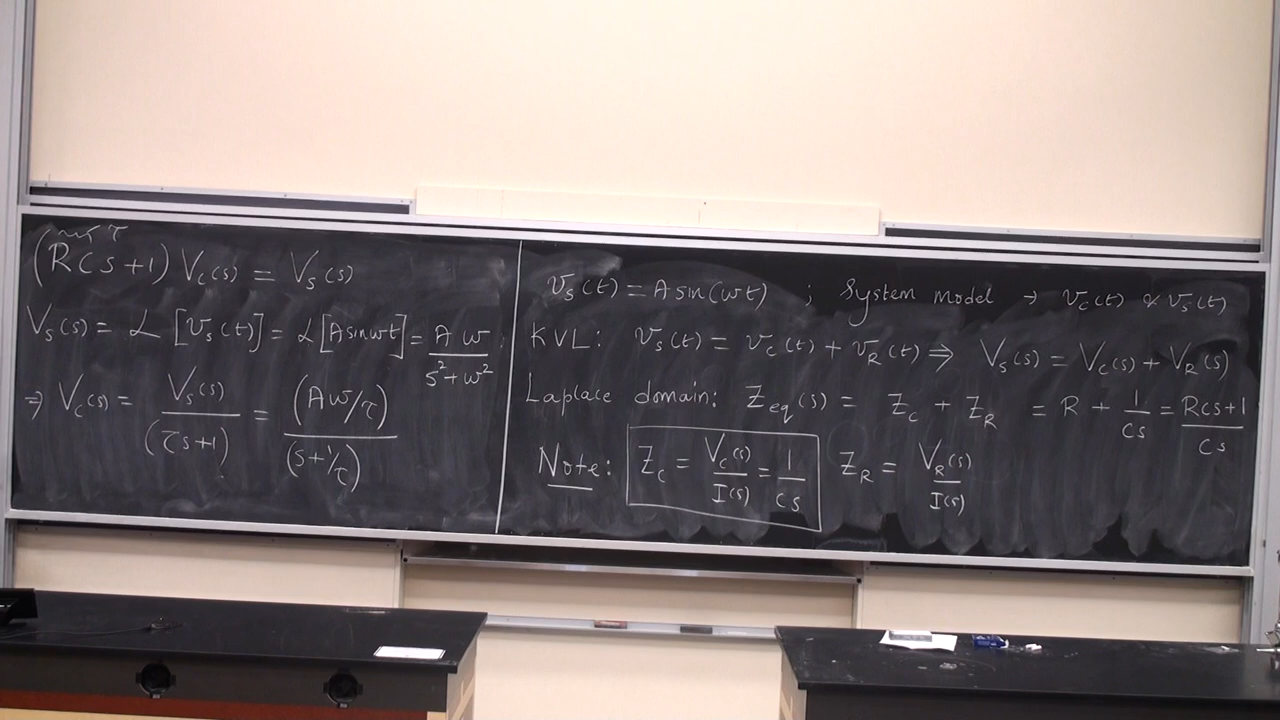 τ
(RCs+1) V_C(s) = V_S(s)
V_S(s) = ℒ [v_S(t)] = ℒ [A sin ωt] = Aω/(s²+ω²) ;
⇒ V_C(s) = V_S(s)/(τs+1) = (Aω/τ)/(s+1/τ)
v_S(t) = A sin(ωt) ; System model → v_C(t) & v_S(t)
KVL: v_S(t) = v_C(t) + v_R(t) ⇒ V_S(s) = V_C(s) + V_R(s)
Laplace domain: Z_eq(s) = Z_C + Z_R = R + 1/Cs = RCs+1/Cs
Note: Z_C = V_C(s)/I(s) = 1/Cs Z_R = V_R(s)/I(s)